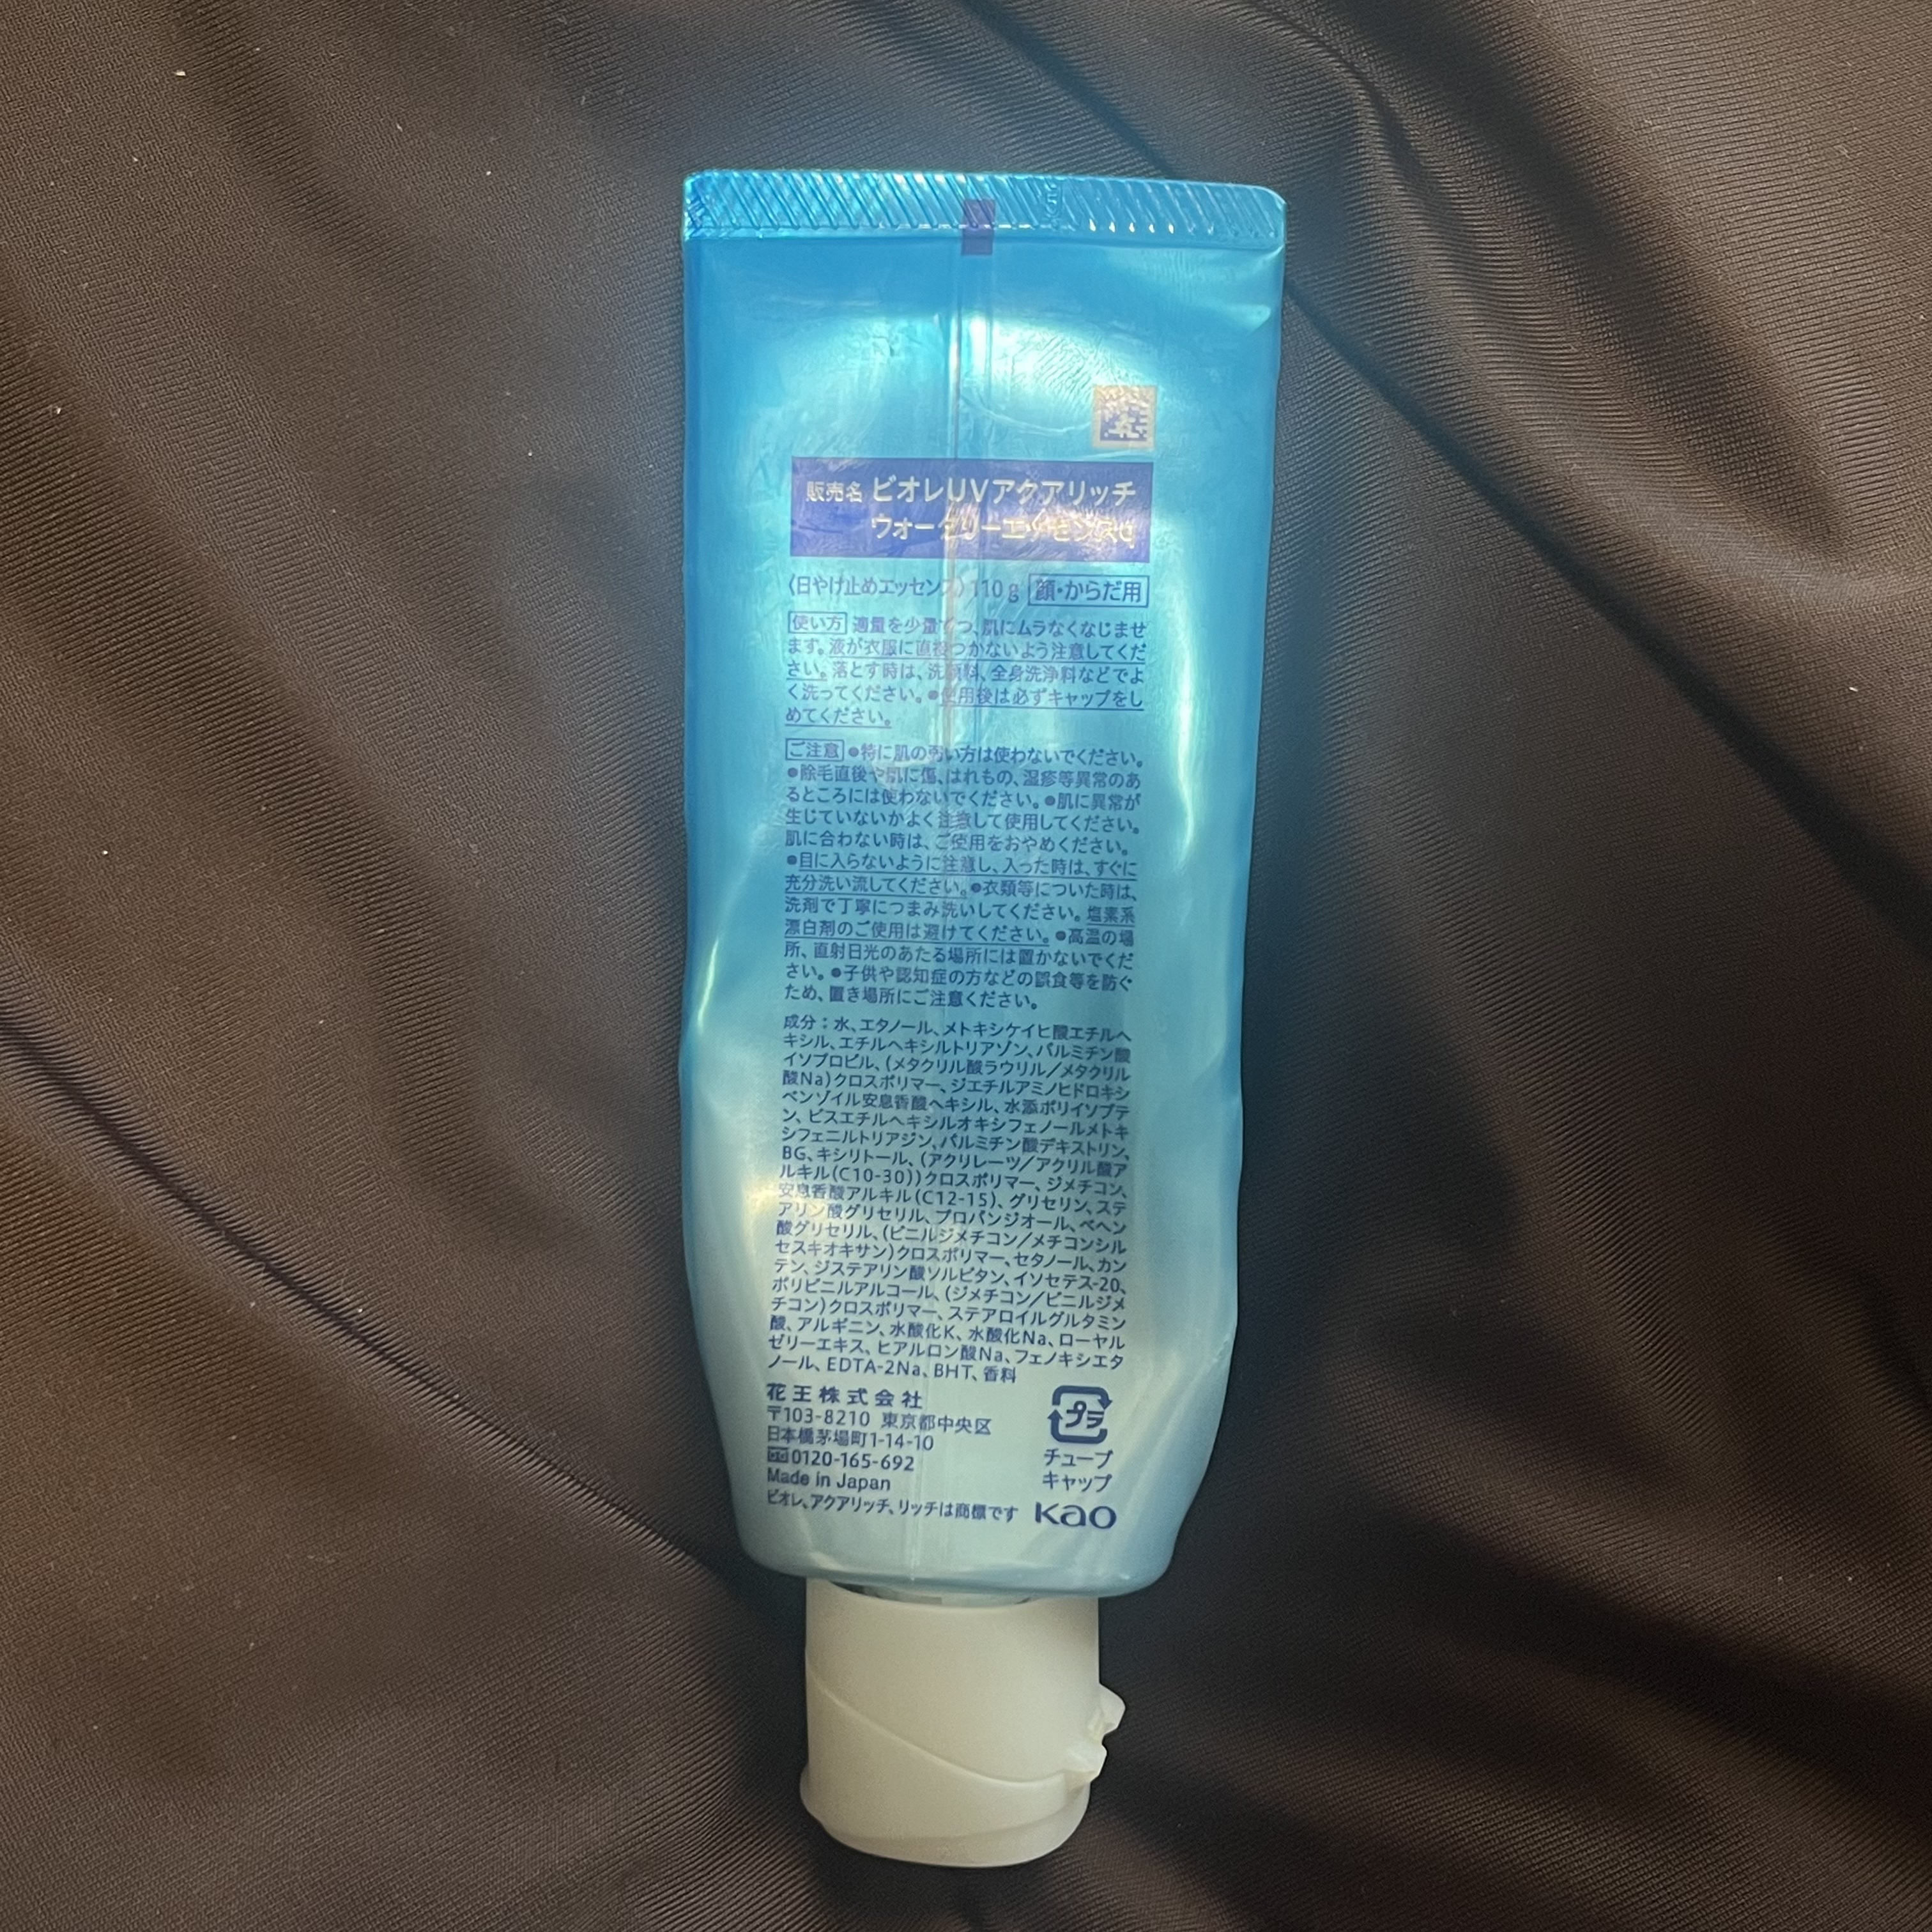 販売名 ビオレUVアクアリッチ
ウォータリーエッセンスq
〈日やけ止めエッセンス〉110g 顔・からだ用
使い方 適量を少量ずつ、肌にムラなくなじませ
ます。液が衣服に直接つかないよう注意してくだ
さい。落とす時は、洗顔料、全身洗浄料などでよ
く洗ってください。●使用後は必ずキャップをし
めてください。
ご注意 ●特に肌の弱い方は使わないでください。
●除毛直後や肌に傷、はれもの、湿疹等異常のあ
るところには使わないでください。●肌に異常が
生じていないかよく注意して使用してください。
肌に合わない時は、ご使用をおやめください。
●目に入らないように注意し、入った時は、すぐに
充分洗い流してください。●衣類等についた時は、
洗剤で丁寧につまみ洗いしてください。塩素系
漂白剤のご使用は避けてください。●高温の場
所、直射日光のあたる場所には置かないでくだ
さい。●子供や認知症の方などの誤食等を防ぐ
ため、置き場所にご注意ください。
成分：水、エタノール、メトキシケイヒ酸エチルヘ
キシル、エチルヘキシルトリアゾン、パルミチン酸
イソプロピル、(メタクリル酸ラウリル／メタクリル
酸Na)クロスポリマー、ジエチルアミノヒドロキシ
ベンゾイル安息香酸ヘキシル、水添ポリイソブテ
ン、ビスエチルヘキシルオキシフェノールメトキ
シフェニルトリアジン、パルミチン酸デキストリン、
BG、キシリトール、(アクリレーツ／アクリル酸ア
ルキル(C10-30))クロスポリマー、ジメチコン、
安息香酸アルキル(C12-15)、グリセリン、ステ
アリン酸グリセリル、プロパンジオール、ベヘン
酸グリセリル、(ビニルジメチコン／メチコンシル
セスキオキサン)クロスポリマー、セタノール、カン
テン、ジステアリン酸ソルビタン、イソセテス-20、
ポリビニルアルコール、(ジメチコン／ビニルジメ
チコン)クロスポリマー、ステアロイルグルタミン
酸、アルギニン、水酸化K、水酸化Na、ローヤル
ゼリーエキス、ヒアルロン酸Na、フェノキシエタ
ノール、EDTA-2Na、BHT、香料
花王株式会社
〒103-8210 東京都中央区
日本橋茅場町1-14-10
0120-165-692
Made in Japan
ビオレ、アクアリッチ、リッチは商標です
プラ
チューブ
キャップ
Kao